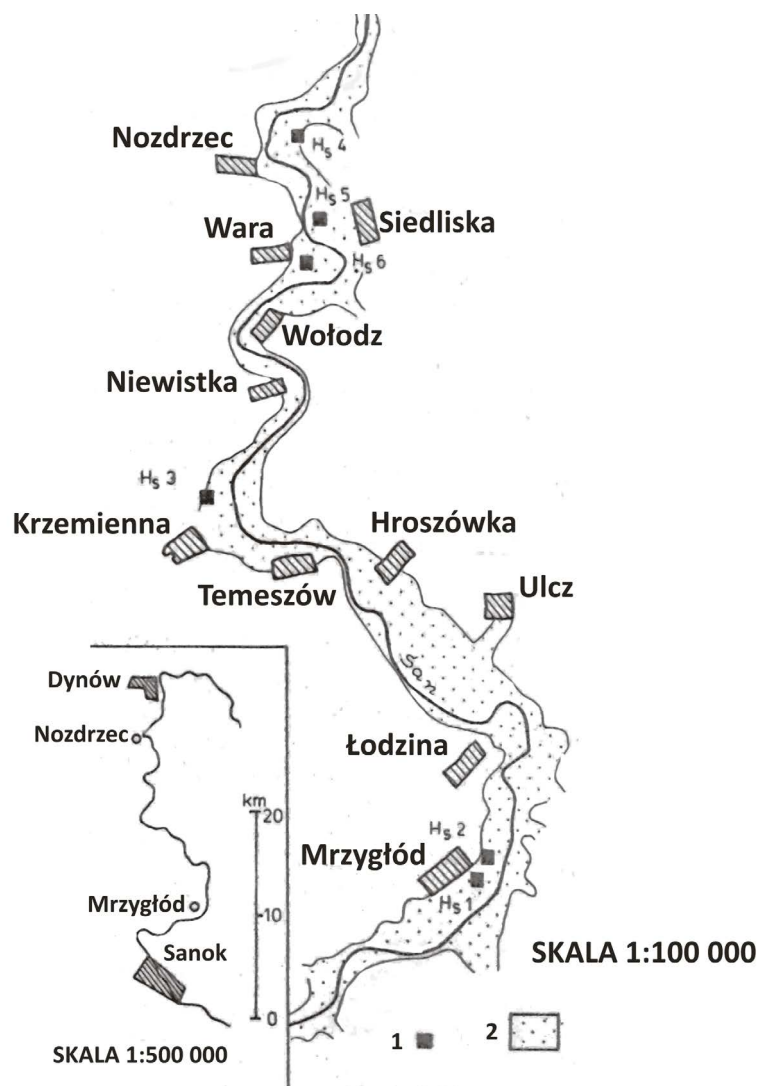 Nozdrzec
Hs 4
Hs 5
Siedliska
Wara
Hs 6
Wołodz
Niewistka
Hs 3
Krzemienna
Hroszówka
Temeszów
Ulcz
San
Dynów
Nozdrzec
Łodzina
km
20
Hs 2
Mrzygłód
Mrzygłód
Hs 1
10
Sanok
SKALA 1:100 000
0
1
2
SKALA 1:500 000